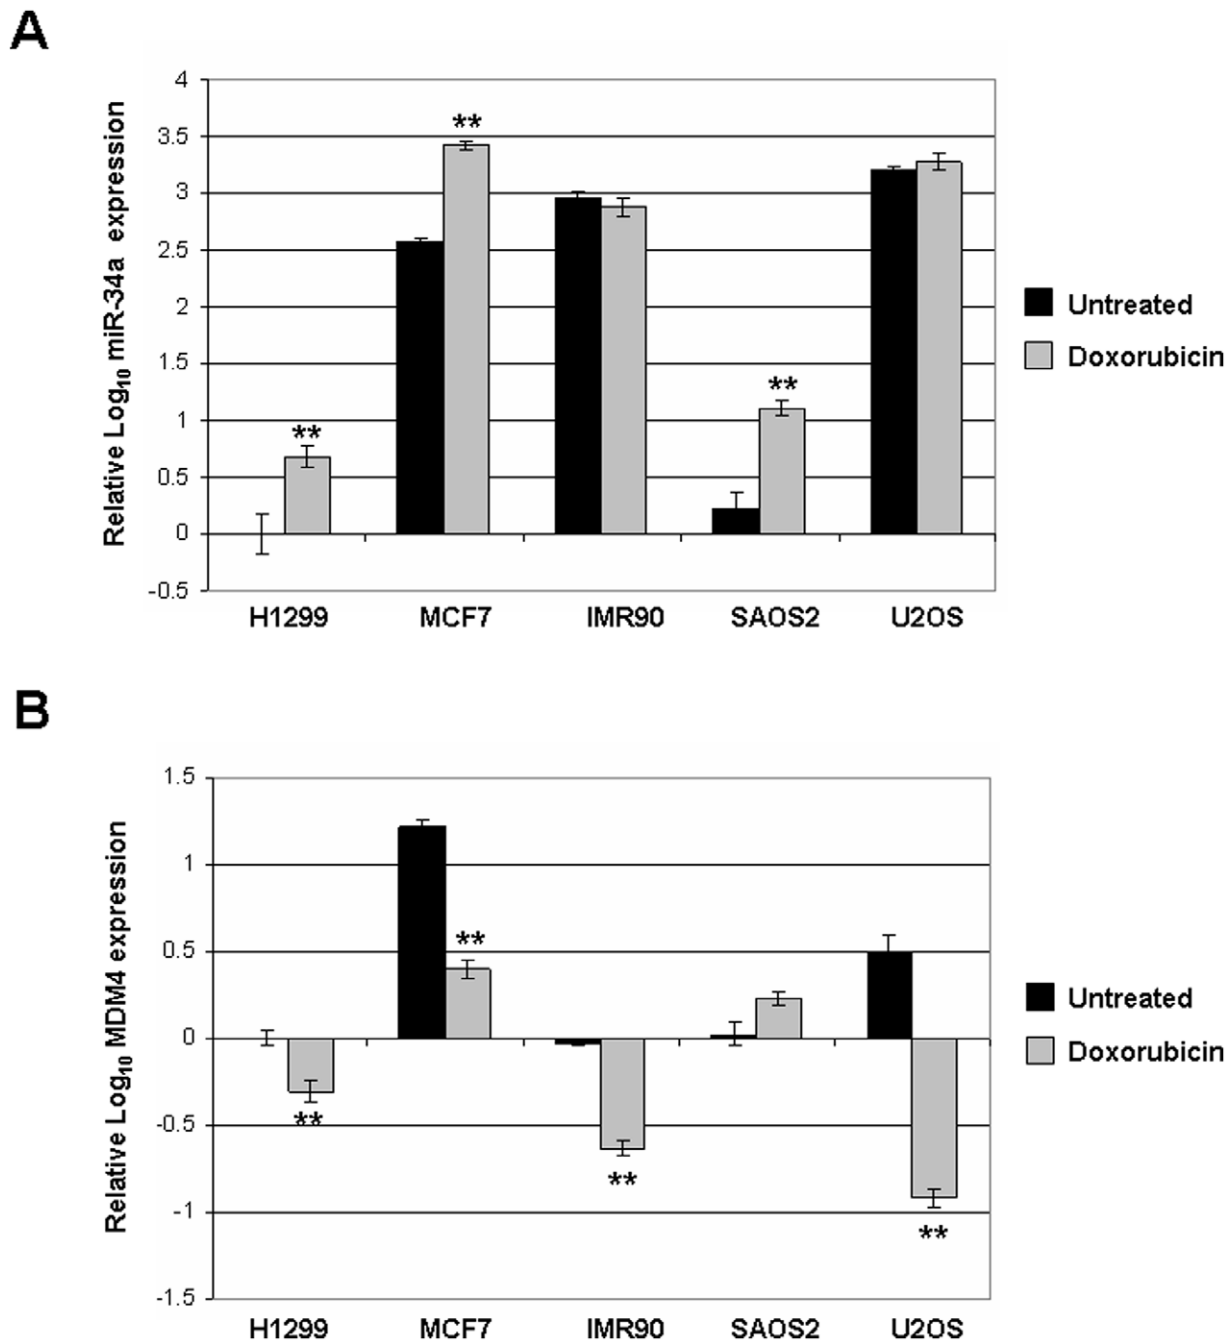 A
Relative Log10 miR-34a expression
4
3.5
3
2.5
2
1.5
1
0.5
0
-0.5
**
**
**
H1299 MCF7 IMR90 SAOS2 U2OS
Untreated
Doxorubicin
B
Relative Log10 MDM4 expression
1.5
1
0.5
0
-0.5
-1
-1.5
**
**
**
**
H1299 MCF7 IMR90 SAOS2 U2OS
Untreated
Doxorubicin